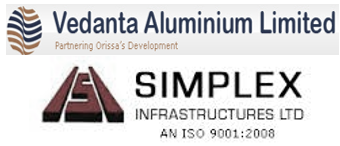 Vedanta Aluminium Limited
Partnering Orissa's Development
SIMPLEX
INFRASTRUCTURES LTD
AN ISO 9001:2008